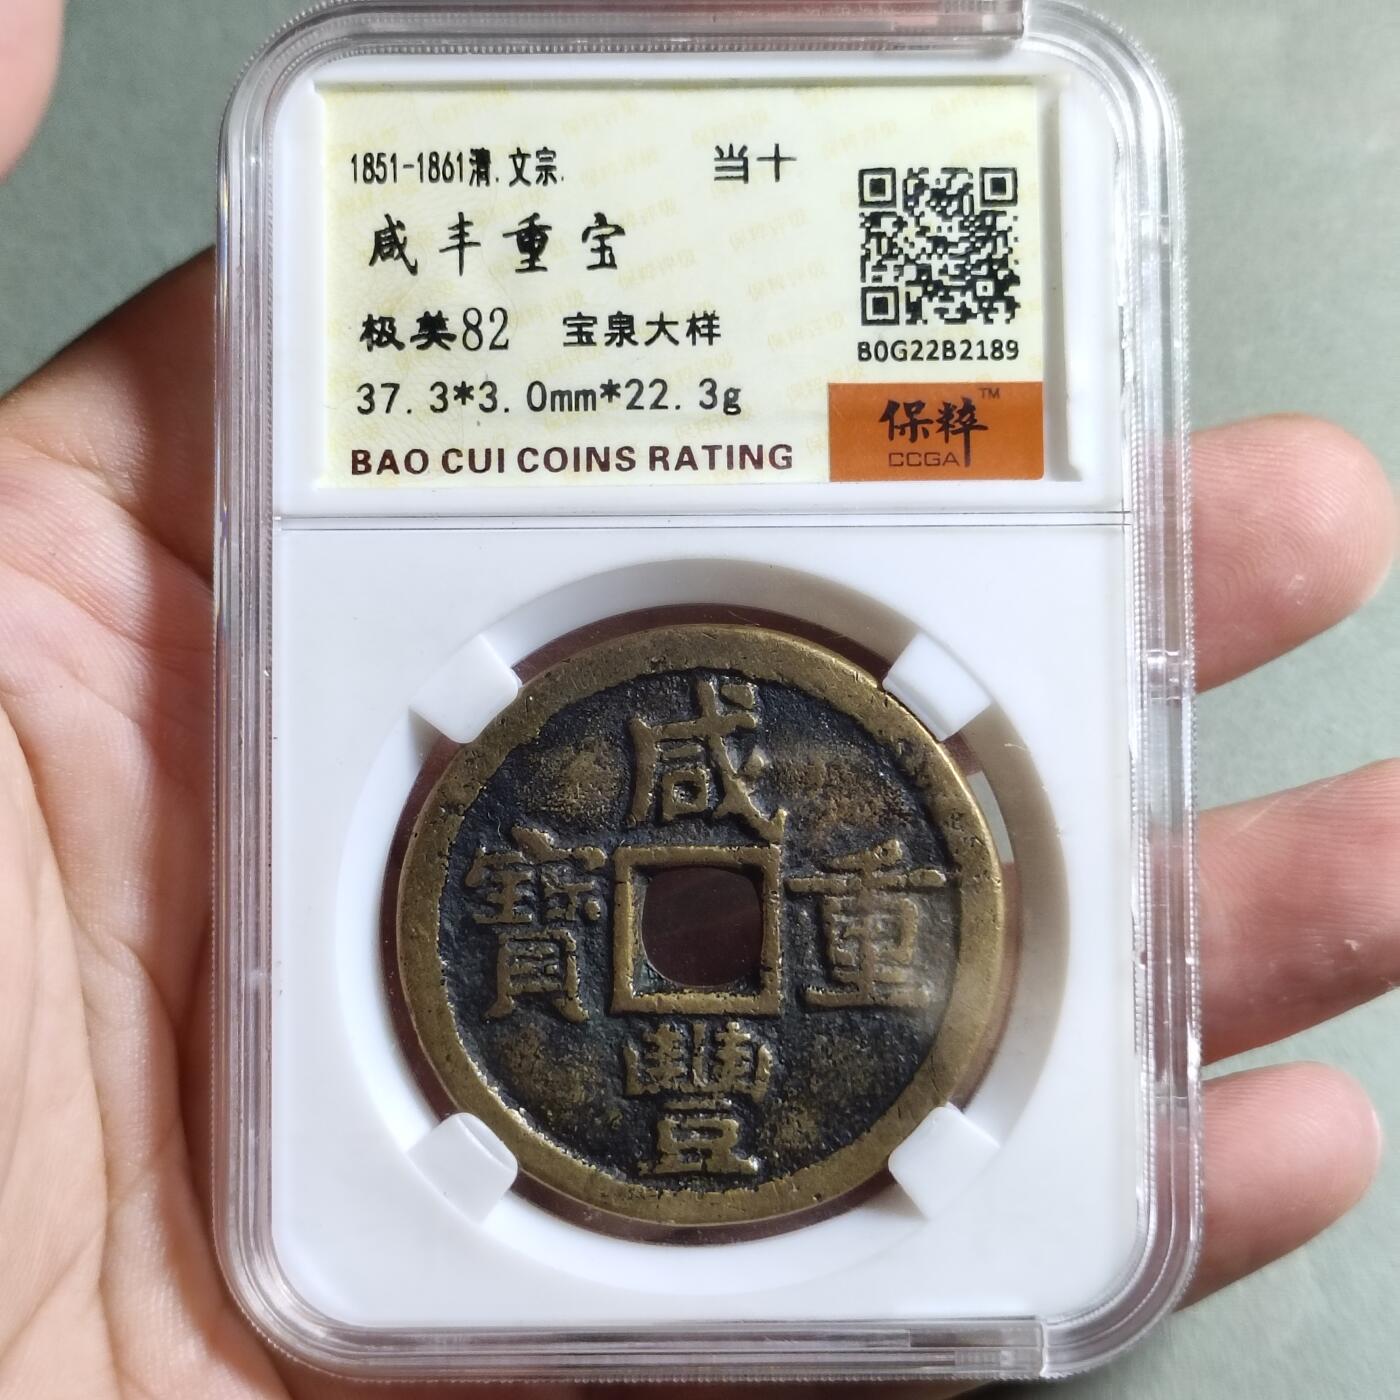 1851-1861清.文宗. 当十
咸丰重宝
极美82 宝泉大样
37.3*3.0mm*22.3g
BAO CUI COINS RATING
B0G22B2189
保粹™
CCGA
咸
寶 重
豐